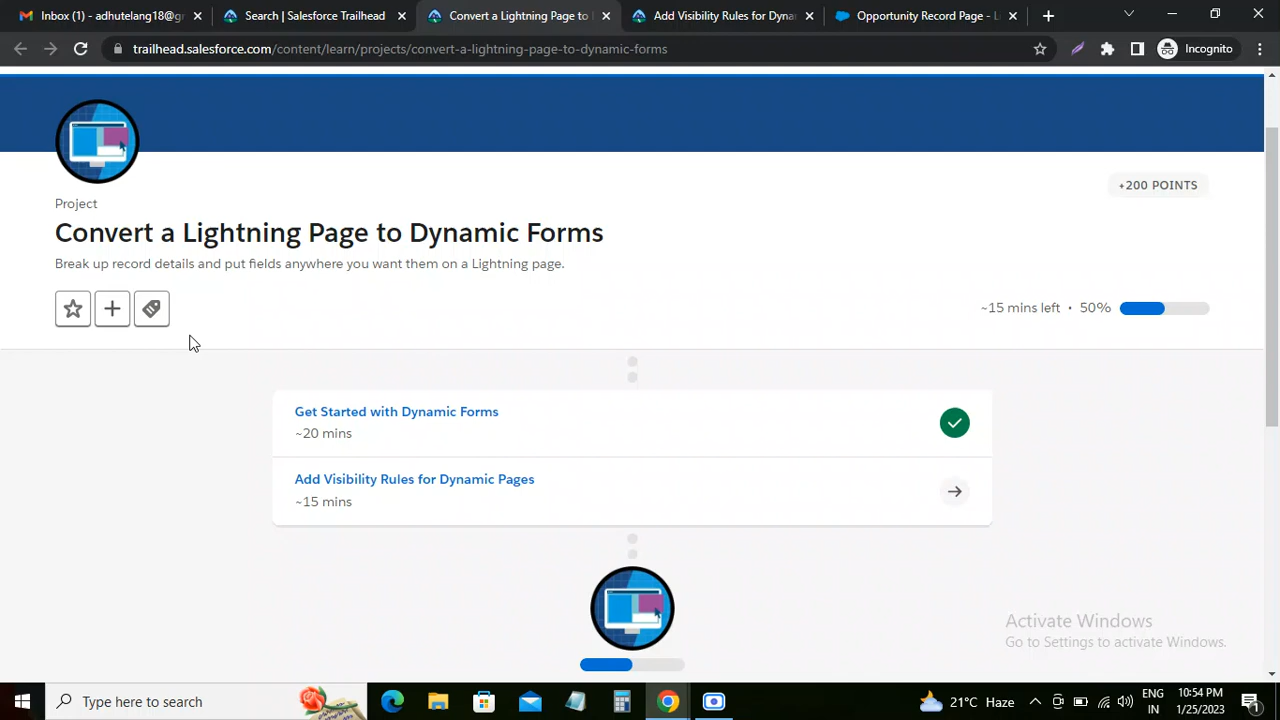 Inbox (1) - adhutelang18@gr
Search | Salesforce Trailhead
Convert a Lightning Page to
Add Visibility Rules for Dynar
Opportunity Record Page - Li
trailhead.salesforce.com/content/learn/projects/convert-a-lightning-page-to-dynamic-forms
Incognito
+200 POINTS
Project
Convert a Lightning Page to Dynamic Forms
Break up record details and put fields anywhere you want them on a Lightning page.
~15 mins left • 50%
Get Started with Dynamic Forms
~20 mins
Add Visibility Rules for Dynamic Pages
~15 mins
Activate Windows
Go to Settings to activate Windows.
Type here to search
21°C Haze
ENG
IN
10:54 PM
1/25/2023
1